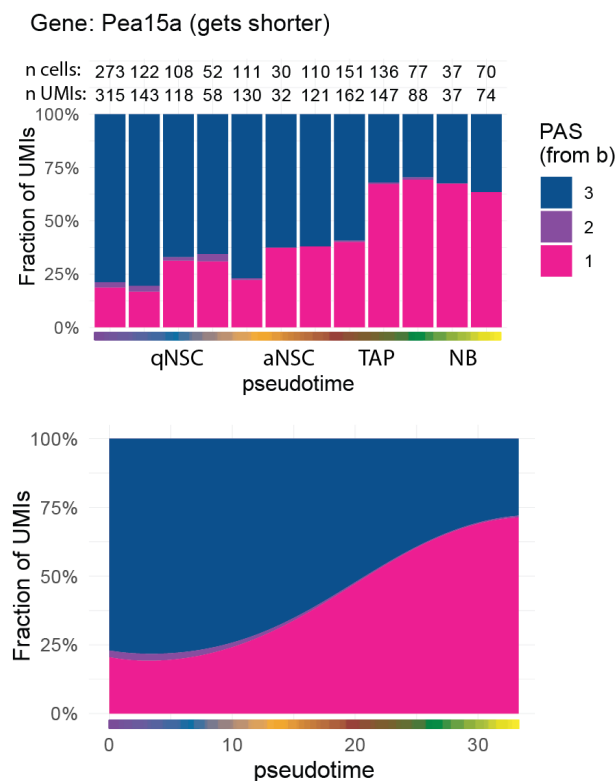 Gene: Pea15a (gets shorter)
n cells: 273 122 108 52 111 30 110 151 136 77 37 70
n UMIs: 315 143 118 58 130 32 121 162 147 88 37 74
100%
75%
50%
25%
0%
Fraction of UMIs
PAS
(from b)
3
2
1
qNSC aNSC TAP NB
pseudotime
100%
75%
50%
25%
0%
Fraction of UMIs
0 10 20 30
pseudotime